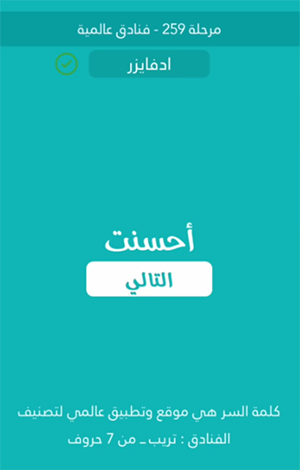 مرحلة 259 - فنادق عالمية
ادفايزر
أحسنت
التالي
كلمة السر هي موقع وتطبيق عالمي لتصنيف
الفنادق : تريب ـ من 7 حروف